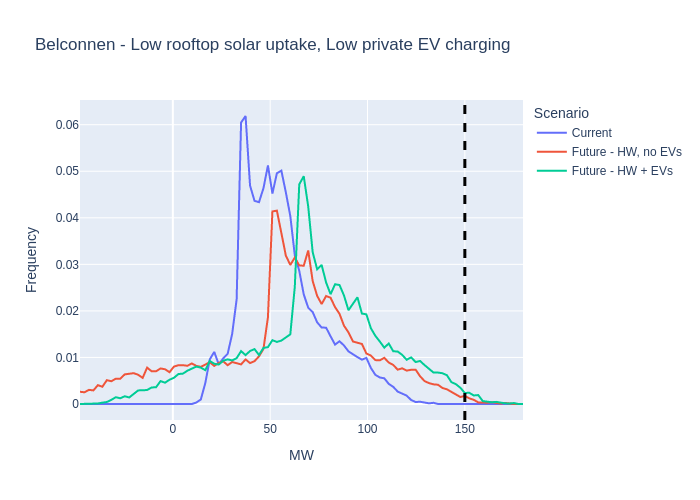 Belconnen - Low rooftop solar uptake, Low private EV charging
Scenario
Current
Future - HW, no EVs
Future - HW + EVs
Frequency
0.06
0.05
0.04
0.03
0.02
0.01
0
0 50 100 150
MW